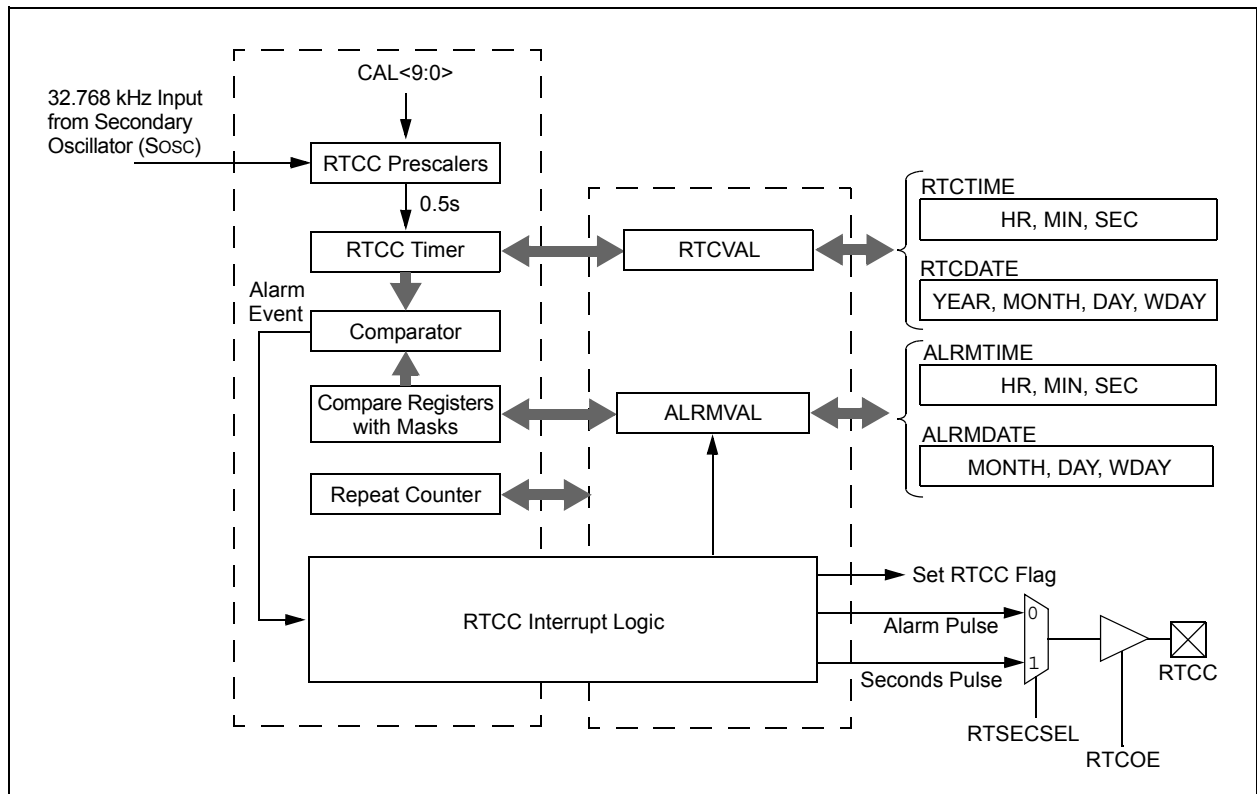 CAL<9:0>
32.768 kHz Input
from Secondary
Oscillator (SOSC)
RTCC Prescalers
0.5s
RTCC Timer
RTCVAL
RTCTIME
HR, MIN, SEC
RTCDATE
YEAR, MONTH, DAY, WDAY
Alarm
Event
Comparator
Compare Registers
with Masks
ALRMVAL
ALRMTIME
HR, MIN, SEC
ALRMDATE
MONTH, DAY, WDAY
Repeat Counter
RTCC Interrupt Logic
Set RTCC Flag
Alarm Pulse
0
Seconds Pulse
1
RTCC
RTSECSEL
RTCOE